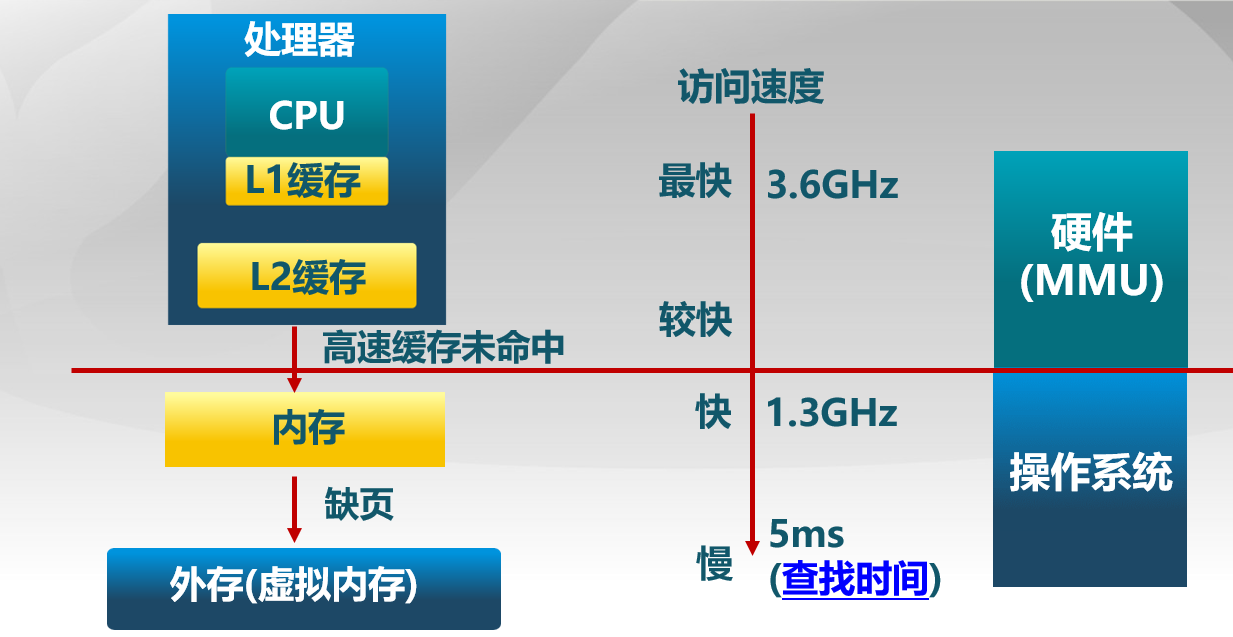 处理器
CPU
L1缓存
L2缓存
高速缓存未命中
内存
缺页
外存(虚拟内存)
访问速度
最快 3.6GHz
较快
快 1.3GHz
慢 5ms
(查找时间)
硬件
(MMU)
操作系统